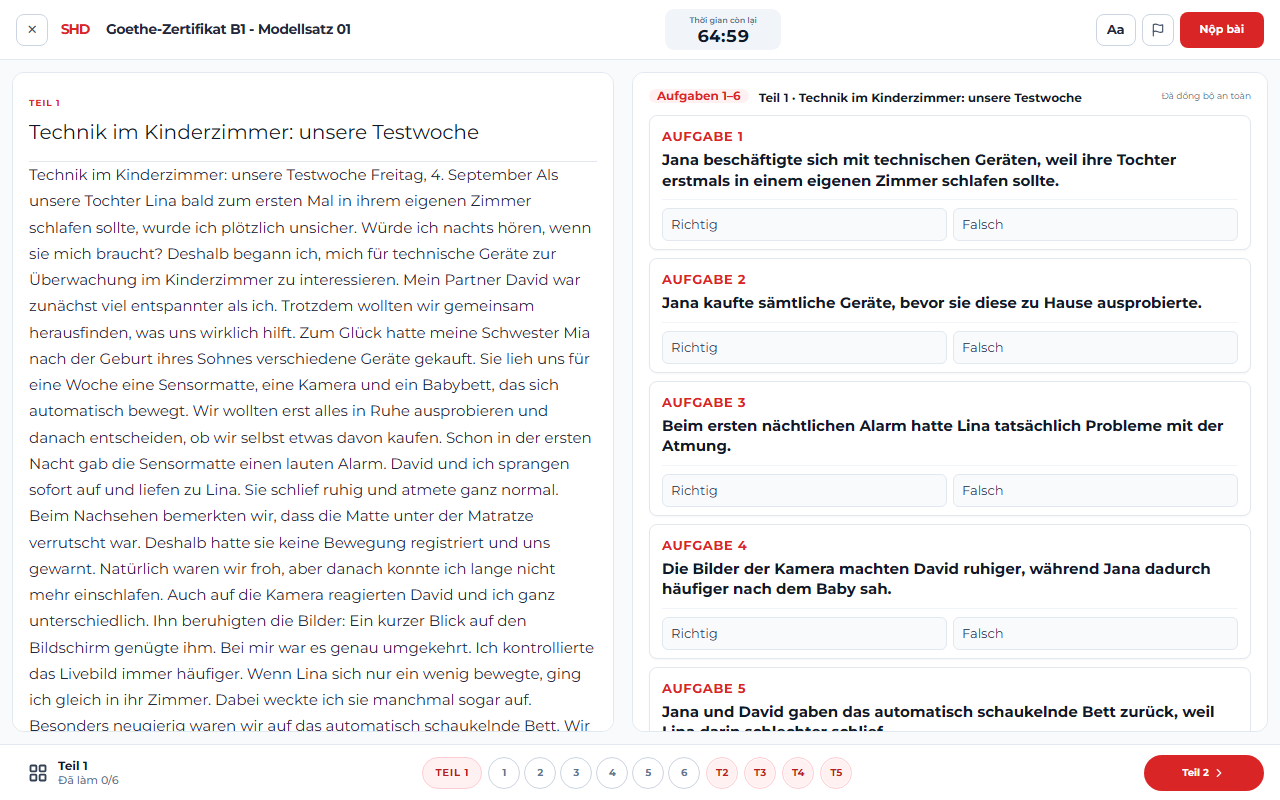 ×
SHD
Goethe-Zertifikat B1 - Modellsatz 01
Thời gian còn lại
64:59
Aa
Nộp bài
TEIL 1
Technik im Kinderzimmer: unsere Testwoche
Technik im Kinderzimmer: unsere Testwoche Freitag, 4. September Als
unsere Tochter Lina bald zum ersten Mal in ihrem eigenen Zimmer
schlafen sollte, wurde ich plötzlich unsicher. Würde ich nachts hören, wenn
sie mich braucht? Deshalb begann ich, mich für technische Geräte zur
Überwachung im Kinderzimmer zu interessieren. Mein Partner David war
zunächst viel entspannter als ich. Trotzdem wollten wir gemeinsam
herausfinden, was uns wirklich hilft. Zum Glück hatte meine Schwester Mia
nach der Geburt ihres Sohnes verschiedene Geräte gekauft. Sie lieh uns für
eine Woche eine Sensormatte, eine Kamera und ein Babybett, das sich
automatisch bewegt. Wir wollten erst alles in Ruhe ausprobieren und
danach entscheiden, ob wir selbst etwas davon kaufen. Schon in der ersten
Nacht gab die Sensormatte einen lauten Alarm. David und ich sprangen
sofort auf und liefen zu Lina. Sie schlief ruhig und atmete ganz normal.
Beim Nachsehen bemerkten wir, dass die Matte unter der Matratze
verrutscht war. Deshalb hatte sie keine Bewegung registriert und uns
gewarnt. Natürlich waren wir froh, aber danach konnte ich lange nicht
mehr einschlafen. Auch auf die Kamera reagierten David und ich ganz
unterschiedlich. Ihn beruhigten die Bilder: Ein kurzer Blick auf den
Bildschirm genügte ihm. Bei mir war es genau umgekehrt. Ich kontrollierte
das Livebild immer häufiger. Wenn Lina sich nur ein wenig bewegte, ging
ich gleich in ihr Zimmer. Dabei weckte ich sie manchmal sogar auf.
Besonders neugierig waren wir auf das automatisch schaukelnde Bett. Wir
Aufgaben 1–6
Teil 1 · Technik im Kinderzimmer: unsere Testwoche
Đã đồng bộ an toàn
AUFGABE 1
Jana beschäftigte sich mit technischen Geräten, weil ihre Tochter
erstmals in einem eigenen Zimmer schlafen sollte.
Richtig
Falsch
AUFGABE 2
Jana kaufte sämtliche Geräte, bevor sie diese zu Hause ausprobierte.
Richtig
Falsch
AUFGABE 3
Beim ersten nächtlichen Alarm hatte Lina tatsächlich Probleme mit der
Atmung.
Richtig
Falsch
AUFGABE 4
Die Bilder der Kamera machten David ruhiger, während Jana dadurch
häufiger nach dem Baby sah.
Richtig
Falsch
AUFGABE 5
Jana und David gaben das automatisch schaukelnde Bett zurück, weil
Lina darin schlechter schlief.
Teil 1
Đã làm 0/6
TEIL 1
1
2
3
4
5
6
T2
T3
T4
T5
Teil 2